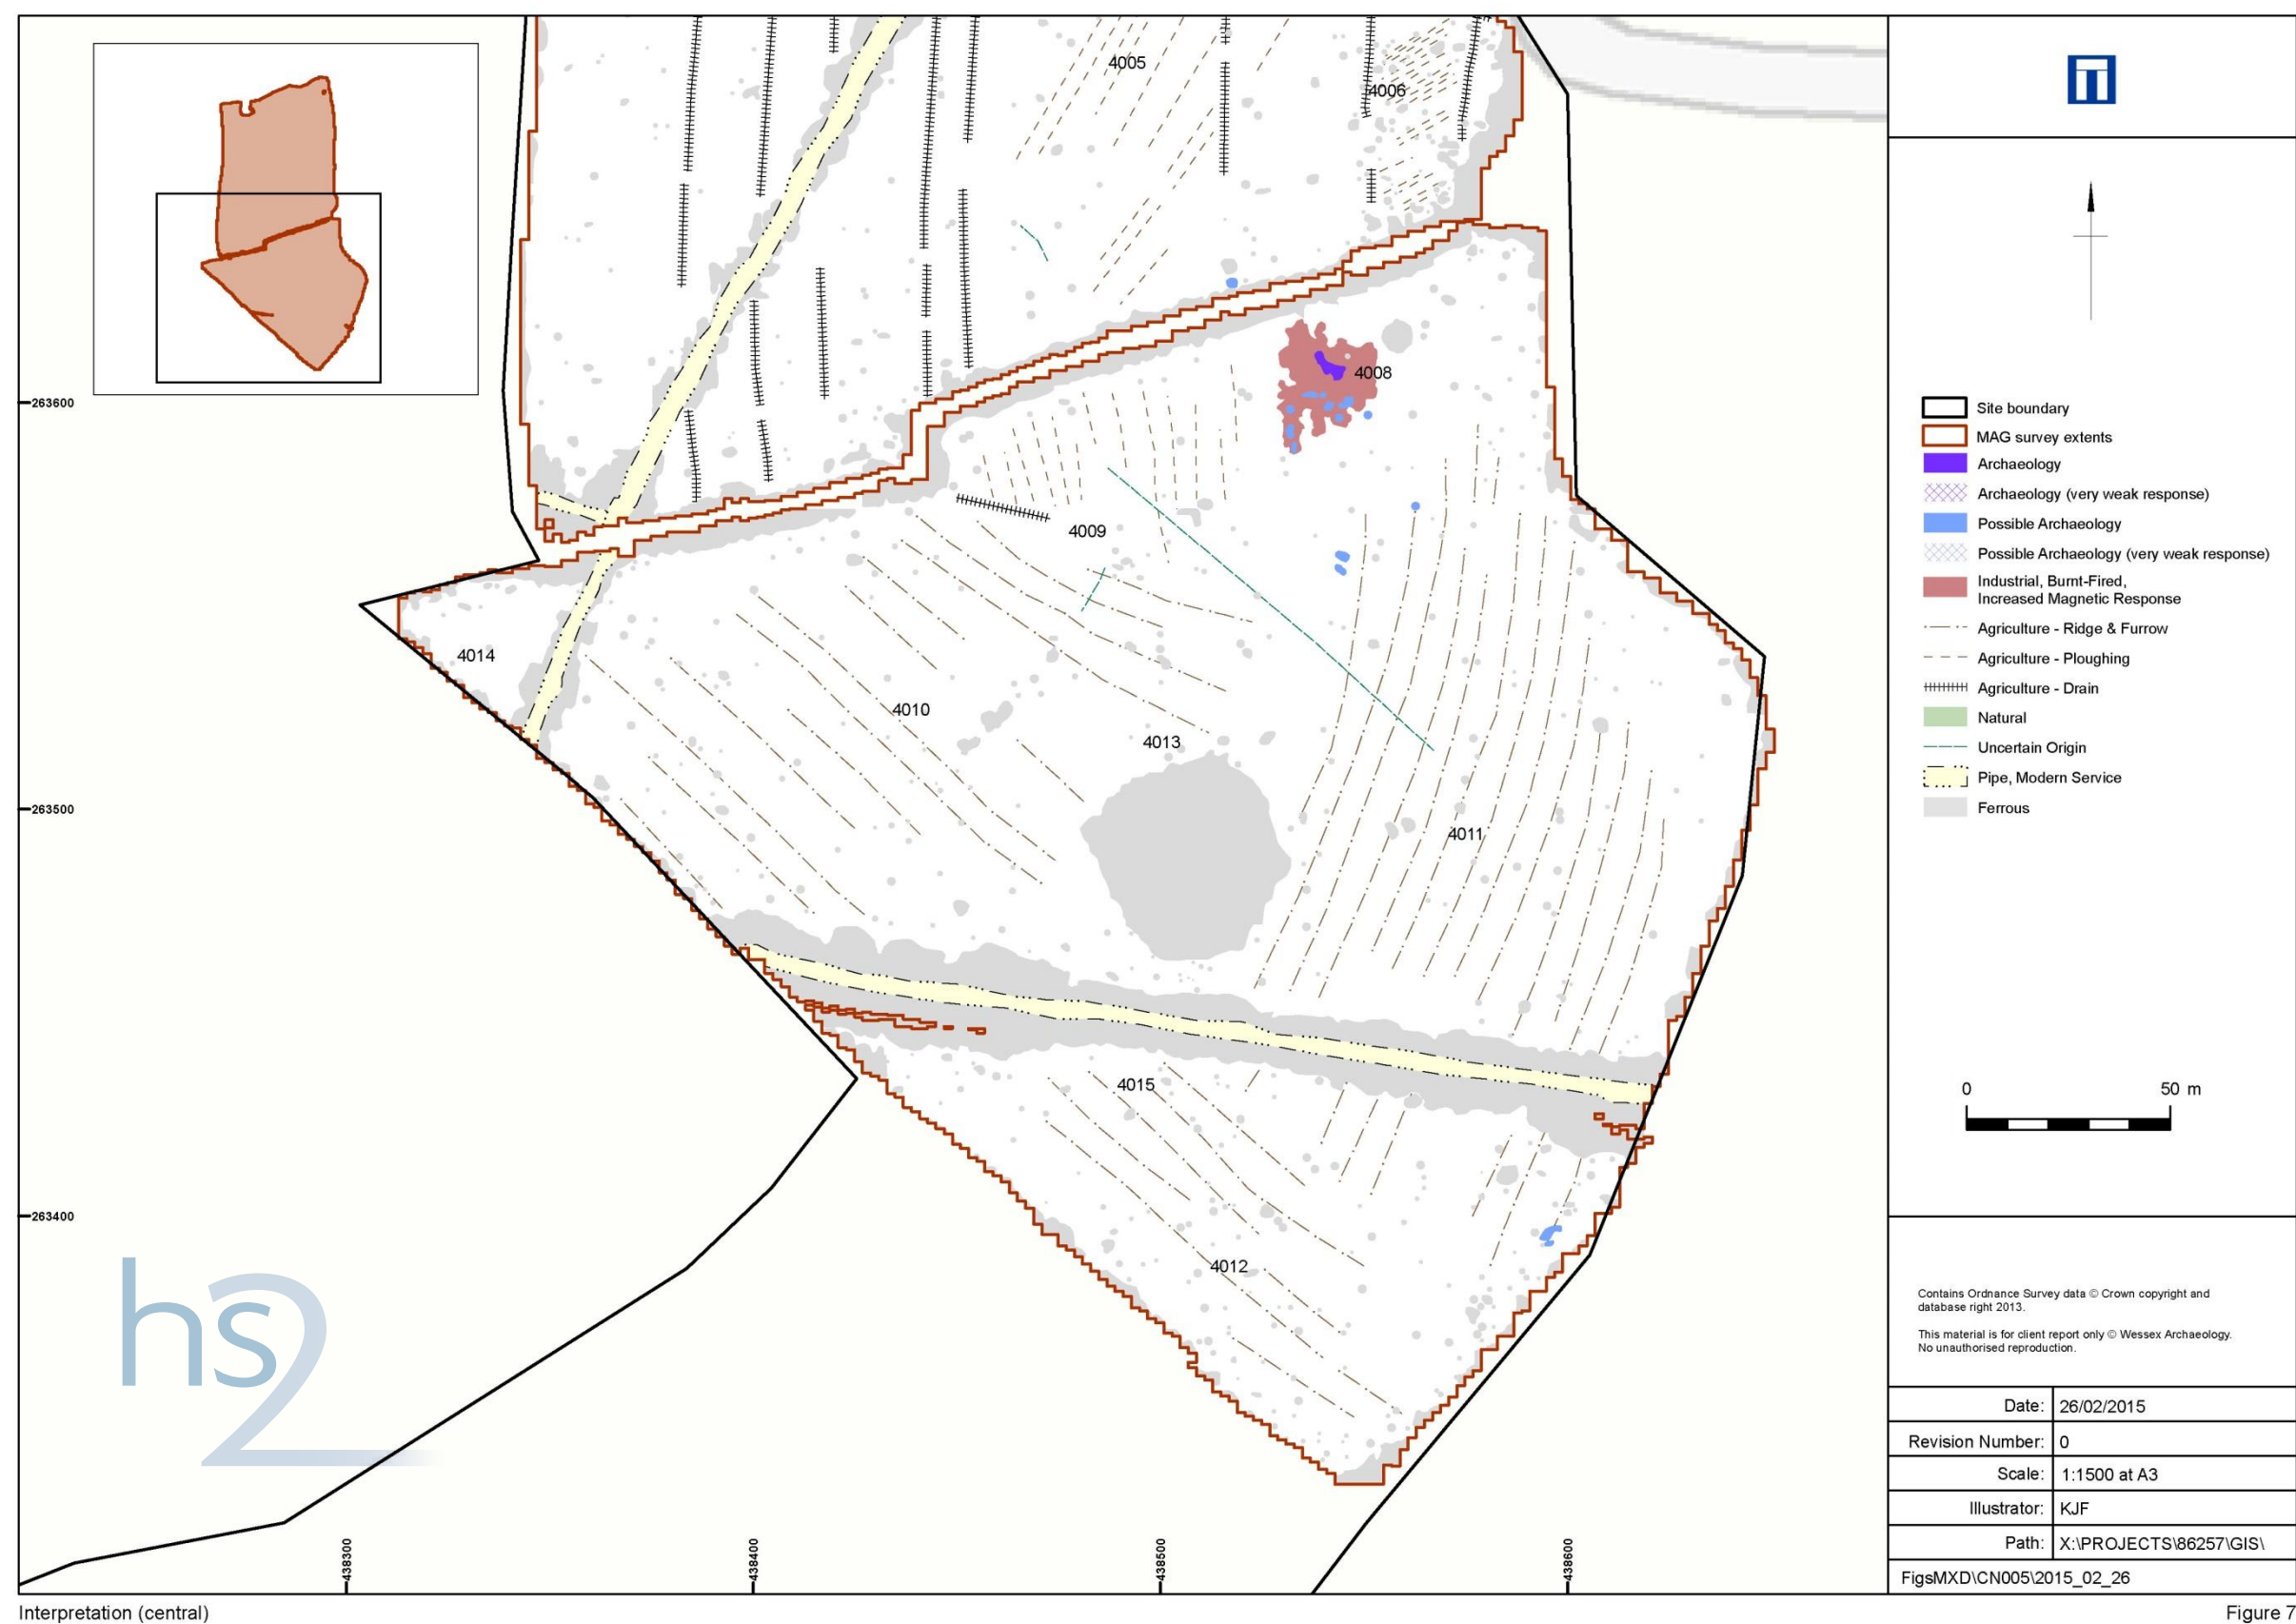 4005
4006
4008
263600
4009
4014
4010
4013
263500
4011
4015
263400
4012
hs2
438300
438400
438500
438600
Site boundary
MAG survey extents
Archaeology
Archaeology (very weak response)
Possible Archaeology
Possible Archaeology (very weak response)
Industrial, Burnt-Fired,
Increased Magnetic Response
Agriculture - Ridge & Furrow
Agriculture - Ploughing
Agriculture - Drain
Natural
Uncertain Origin
Pipe, Modern Service
Ferrous
0 50 m
Contains Ordnance Survey data © Crown copyright and
database right 2013.
This material is for client report only © Wessex Archaeology.
No unauthorised reproduction.
Date: 26/02/2015
Revision Number: 0
Scale: 1:1500 at A3
Illustrator: KJF
Path: X:\PROJECTS\86257\GIS\
FigsMXD\CN005\2015_02_26
Interpretation (central)
Figure 7